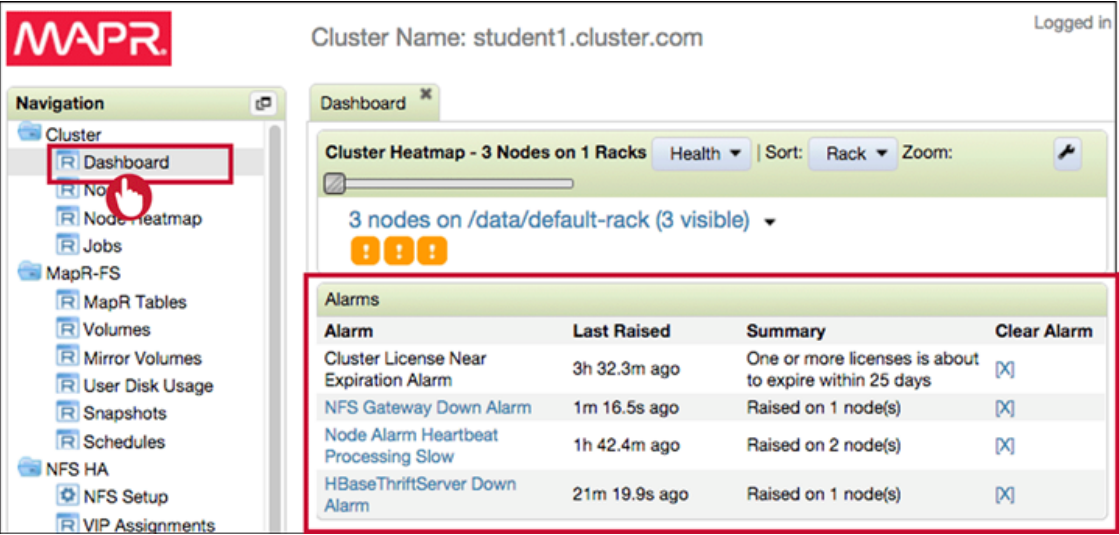 MAPR.
Cluster Name: student1.cluster.com
Logged in
Navigation
Cluster
R Dashboard
R No
R Node Heatmap
R Jobs
MapR-FS
R MapR Tables
R Volumes
R Mirror Volumes
R User Disk Usage
R Snapshots
R Schedules
NFS HA
NFS Setup
R VIP Assignments
Dashboard
Cluster Heatmap - 3 Nodes on 1 Racks Health | Sort: Rack Zoom:
3 nodes on /data/default-rack (3 visible)
! ! !
Alarms
Alarm Last Raised Summary Clear Alarm
Cluster License Near
Expiration Alarm
3h 32.3m ago
One or more licenses is about
to expire within 25 days
[X]
NFS Gateway Down Alarm 1m 16.5s ago Raised on 1 node(s) [X]
Node Alarm Heartbeat
Processing Slow
1h 42.4m ago Raised on 2 node(s) [X]
HBaseThriftServer Down
Alarm
21m 19.9s ago Raised on 1 node(s) [X]